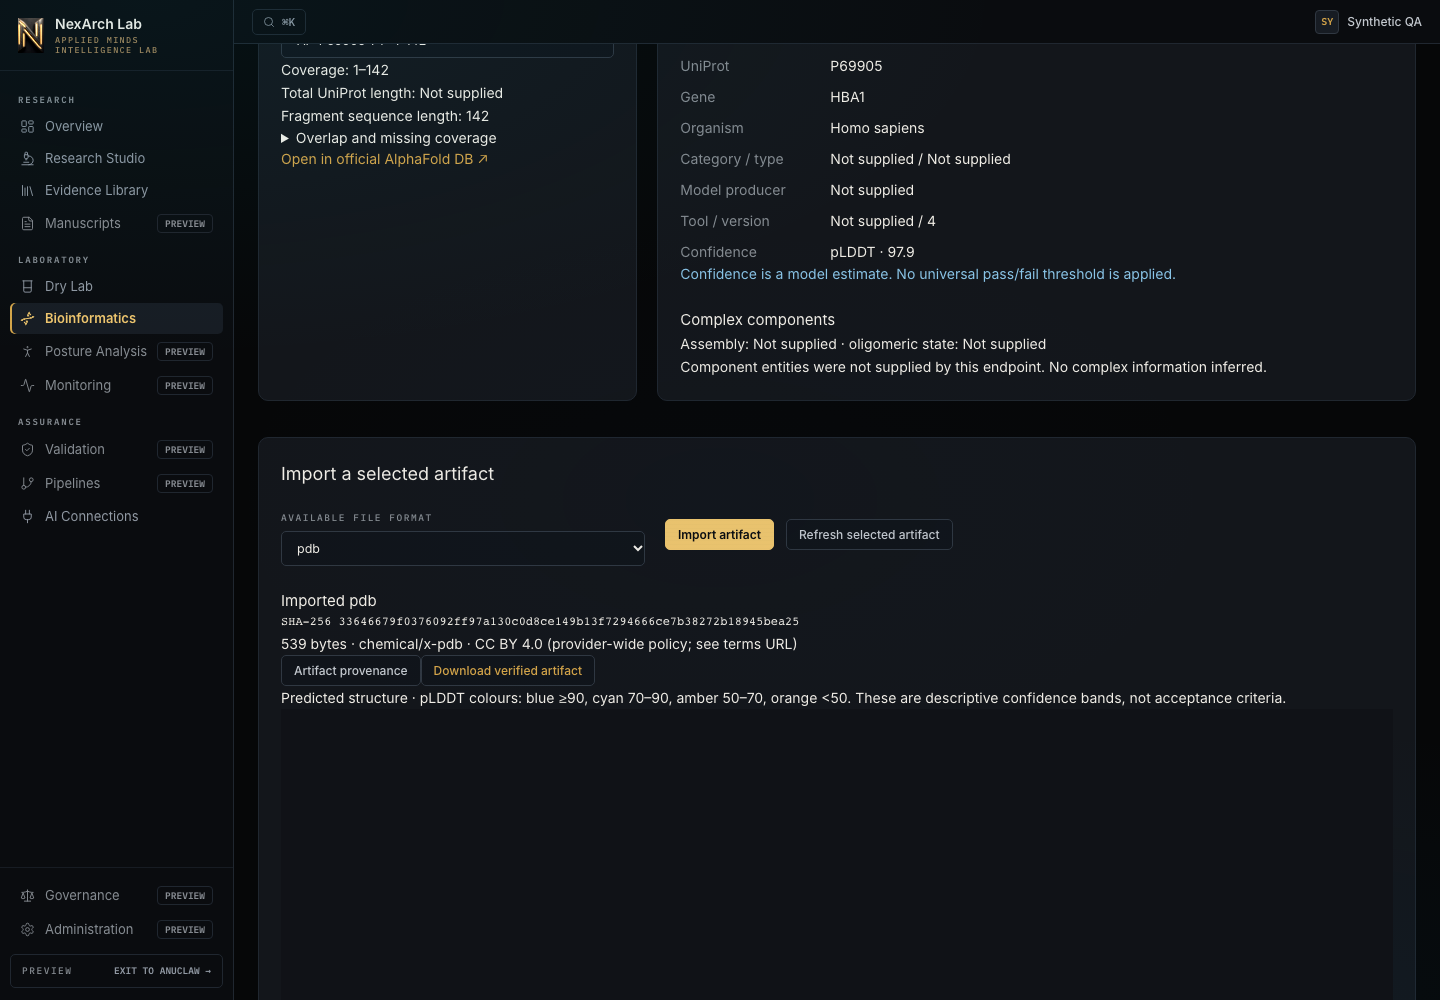 NexArch Lab
APPLIED MINDS
INTELLIGENCE LAB
⌘K
SY
Synthetic QA
RESEARCH
Overview
Research Studio
Evidence Library
Manuscripts PREVIEW
LABORATORY
Dry Lab
Bioinformatics
Posture Analysis PREVIEW
Monitoring PREVIEW
ASSURANCE
Validation PREVIEW
Pipelines PREVIEW
AI Connections
Governance PREVIEW
Administration PREVIEW
PREVIEW EXIT TO ANUCLAW →
Coverage: 1–142
Total UniProt length: Not supplied
Fragment sequence length: 142
▶ Overlap and missing coverage
Open in official AlphaFold DB ↗
UniProt P69905
Gene HBA1
Organism Homo sapiens
Category / type Not supplied / Not supplied
Model producer Not supplied
Tool / version Not supplied / 4
Confidence pLDDT · 97.9
Confidence is a model estimate. No universal pass/fail threshold is applied.
Complex components
Assembly: Not supplied · oligomeric state: Not supplied
Component entities were not supplied by this endpoint. No complex information inferred.
Import a selected artifact
AVAILABLE FILE FORMAT
pdb
Import artifact
Refresh selected artifact
Imported pdb
SHA-256 33646679f0376092ff97a130c0d8ce149b13f7294666ce7b38272b18945bea25
539 bytes · chemical/x-pdb · CC BY 4.0 (provider-wide policy; see terms URL)
Artifact provenance
Download verified artifact
Predicted structure · pLDDT colours: blue ≥90, cyan 70–90, amber 50–70, orange <50. These are descriptive confidence bands, not acceptance criteria.